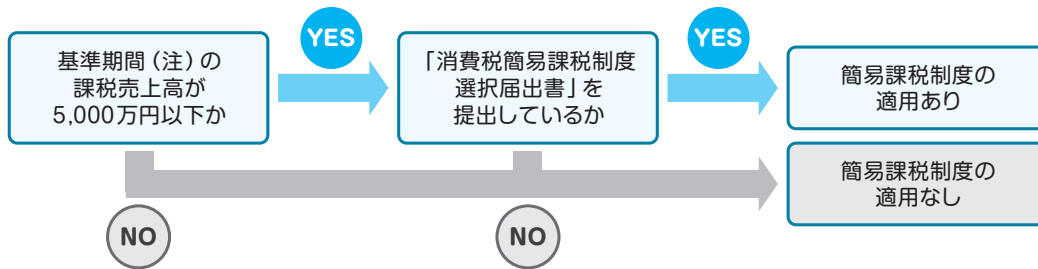 基準期間（注）の
課税売上高が
5,000万円以下か
YES
「消費税簡易課税制度
選択届出書」を
提出しているか
YES
簡易課税制度の
適用あり
簡易課税制度の
適用なし
NO
NO